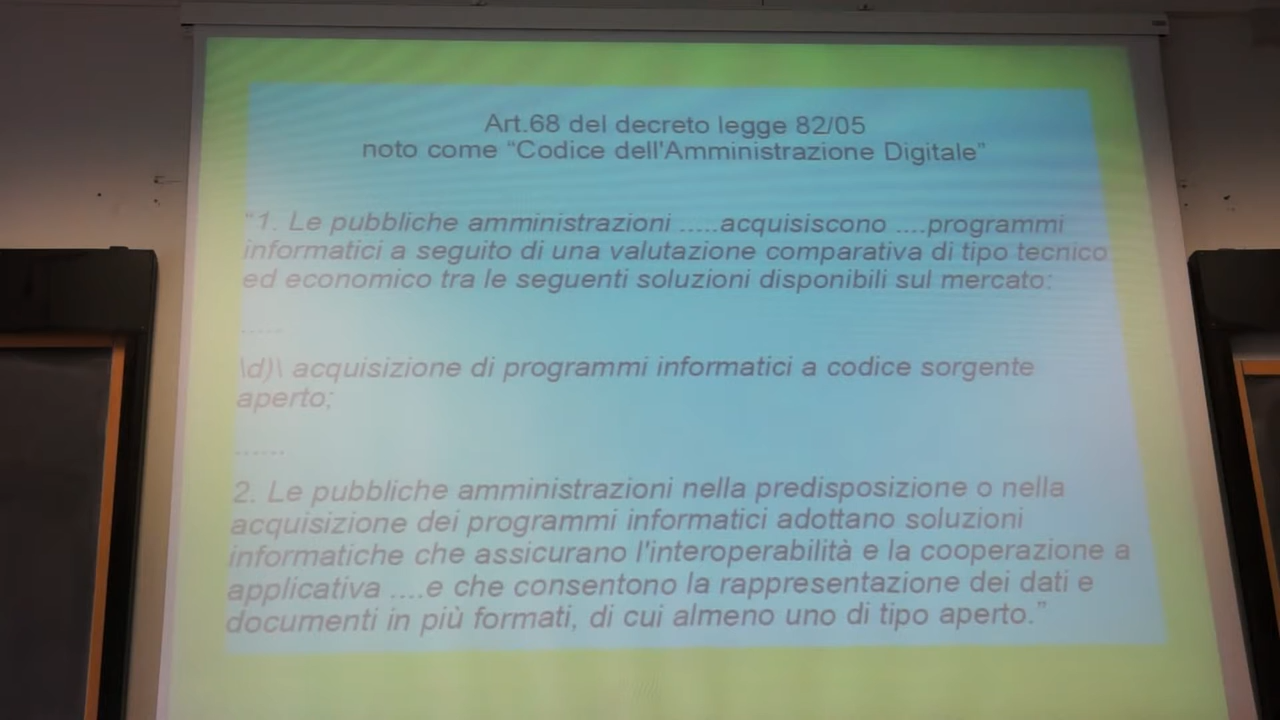 Art.68 del decreto legge 82/05
noto come “Codice dell'Amministrazione Digitale”
“1. Le pubbliche amministrazioni .....acquisiscono ....programmi
informatici a seguito di una valutazione comparativa di tipo tecnico
ed economico tra le seguenti soluzioni disponibili sul mercato:
.....
\d)\ acquisizione di programmi informatici a codice sorgente
aperto;
......
2. Le pubbliche amministrazioni nella predisposizione o nella
acquisizione dei programmi informatici adottano soluzioni
informatiche che assicurano l'interoperabilità e la cooperazione a
applicativa ....e che consentono la rappresentazione dei dati e
documenti in più formati, di cui almeno uno di tipo aperto.”